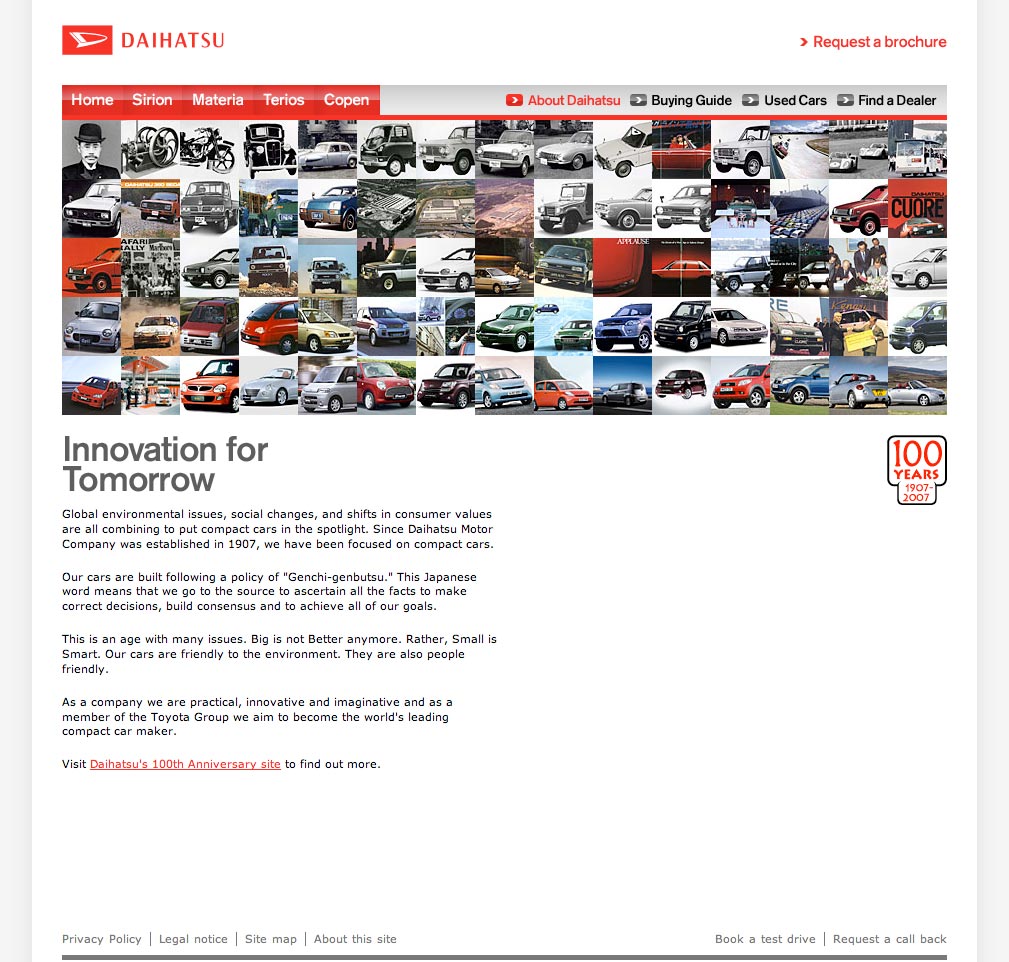 DAIHATSU
Request a brochure
Home Sirion Materia Terios Copen
About Daihatsu Buying Guide Used Cars Find a Dealer
DAIHATSU
CUORE
AFARI
ALLY Marlboro
APPLAUSE
Innovation for
Tomorrow
100
YEARS
1907-
2007
Global environmental issues, social changes, and shifts in consumer values
are all combining to put compact cars in the spotlight. Since Daihatsu Motor
Company was established in 1907, we have been focused on compact cars.
Our cars are built following a policy of "Genchi-genbutsu." This Japanese
word means that we go to the source to ascertain all the facts to make
correct decisions, build consensus and to achieve all of our goals.
This is an age with many issues. Big is not Better anymore. Rather, Small is
Smart. Our cars are friendly to the environment. They are also people
friendly.
As a company we are practical, innovative and imaginative and as a
member of the Toyota Group we aim to become the world's leading
compact car maker.
Visit Daihatsu's 100th Anniversary site to find out more.
Privacy Policy | Legal notice | Site map | About this site
Book a test drive | Request a call back